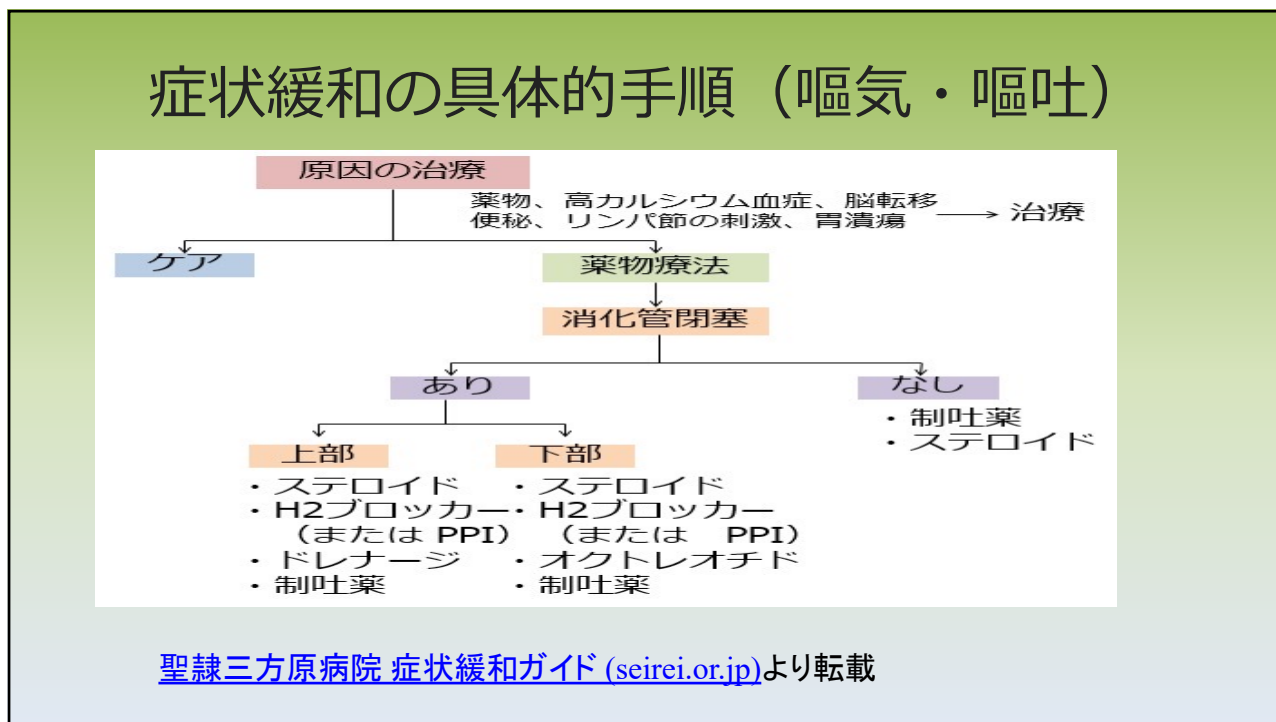 症状緩和の具体的手順（嘔気・嘔吐）
原因の治療
薬物、高カルシウム血症、脳転移
便秘、リンパ節の刺激、胃潰瘍
治療
ケア
薬物療法
消化管閉塞
あり
なし
・制吐薬
・ステロイド
上部
・ステロイド
・H2ブロッカー
（または PPI）
・ドレナージ
・制吐薬
下部
・ステロイド
・H2ブロッカー
（または　PPI）
・オクトレオチド
・制吐薬
聖隷三方原病院 症状緩和ガイド (seirei.or.jp)より転載